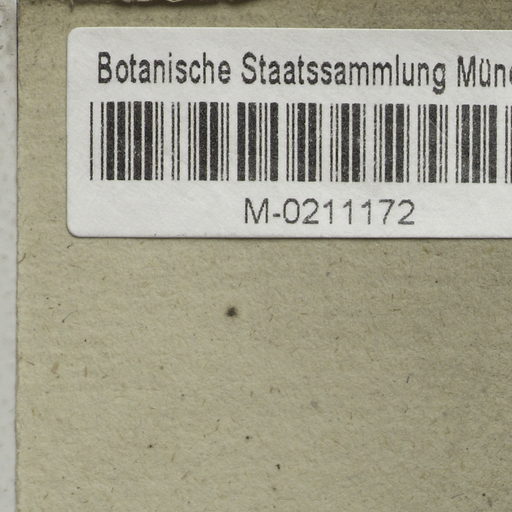 Botanische Staatssammlung Mün
M-0211172